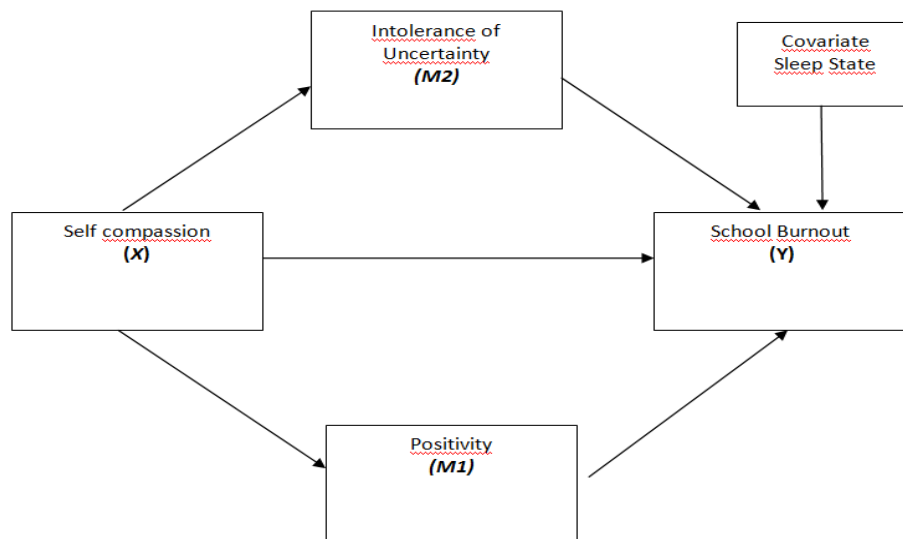 Intolerance of
Uncertainty
(M2)
Covariate
Sleep State
Self compassion
(X)
School Burnout
(Y)
Positivity
(M1)